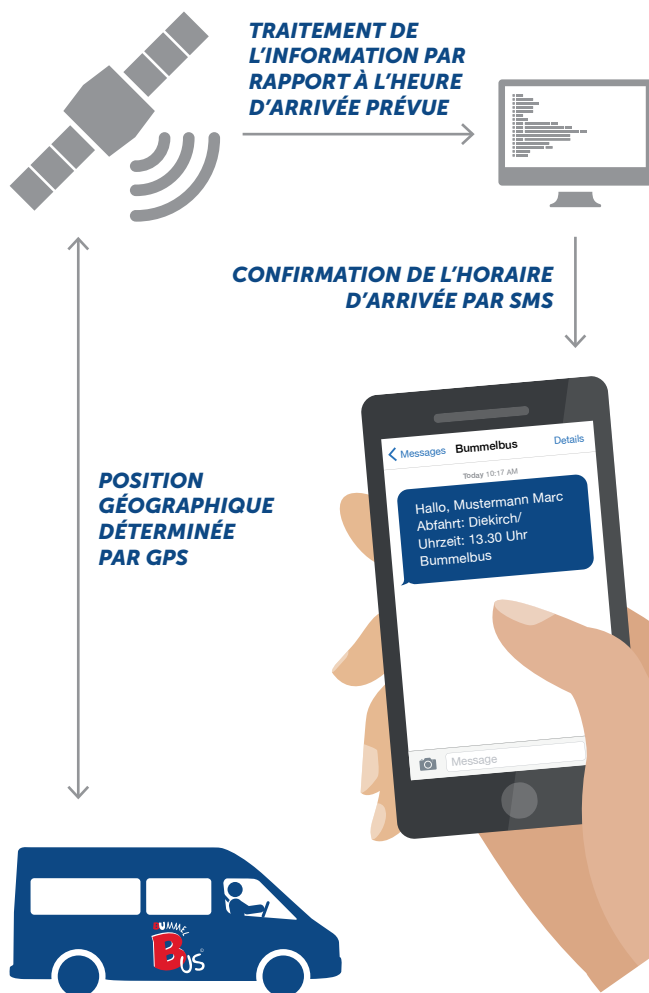 TRAITEMENT DE
L'INFORMATION PAR
RAPPORT À L'HEURE
D'ARRIVÉE PRÉVUE
CONFIRMATION DE L'HORAIRE
D'ARRIVÉE PAR SMS
POSITION
GÉOGRAPHIQUE
DÉTERMINÉE
PAR GPS
Messages Bummelbus Details
Today 10:17 AM
Hallo, Mustermann Marc
Abfahrt: Diekirch/
Uhrzeit: 13.30 Uhr
Bummelbus
Message
BUMMEL
BUS